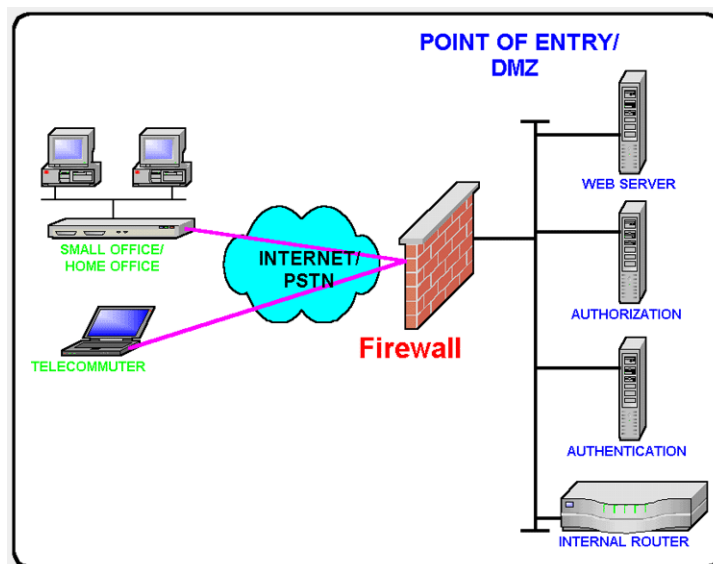 POINT OF ENTRY/
DMZ
WEB SERVER
SMALL OFFICE/
HOME OFFICE
INTERNET/
PSTN
AUTHORIZATION
Firewall
TELECOMMUTER
AUTHENTICATION
INTERNAL ROUTER